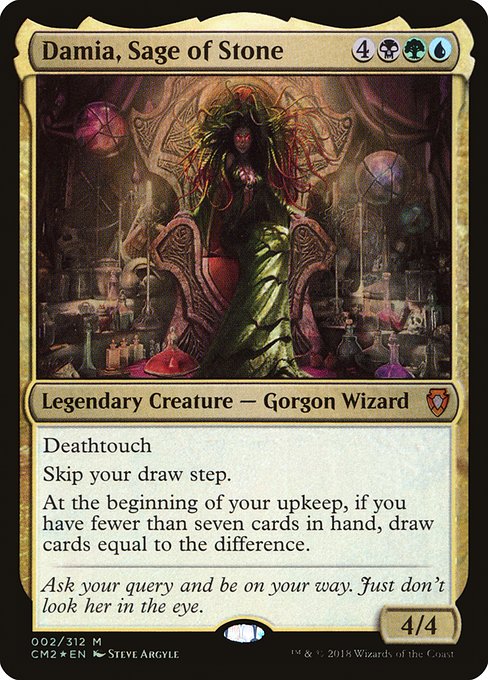 Damia, Sage of Stone 4
Legendary Creature — Gorgon Wizard
Deathtouch
Skip your draw step.
At the beginning of your upkeep, if you
have fewer than seven cards in hand, draw
cards equal to the difference.
Ask your query and be on your way. Just don't
look her in the eye.
4/4
002/312 M
CM2★EN Steve Argyle
™ & © 2018 Wizards of the Coast